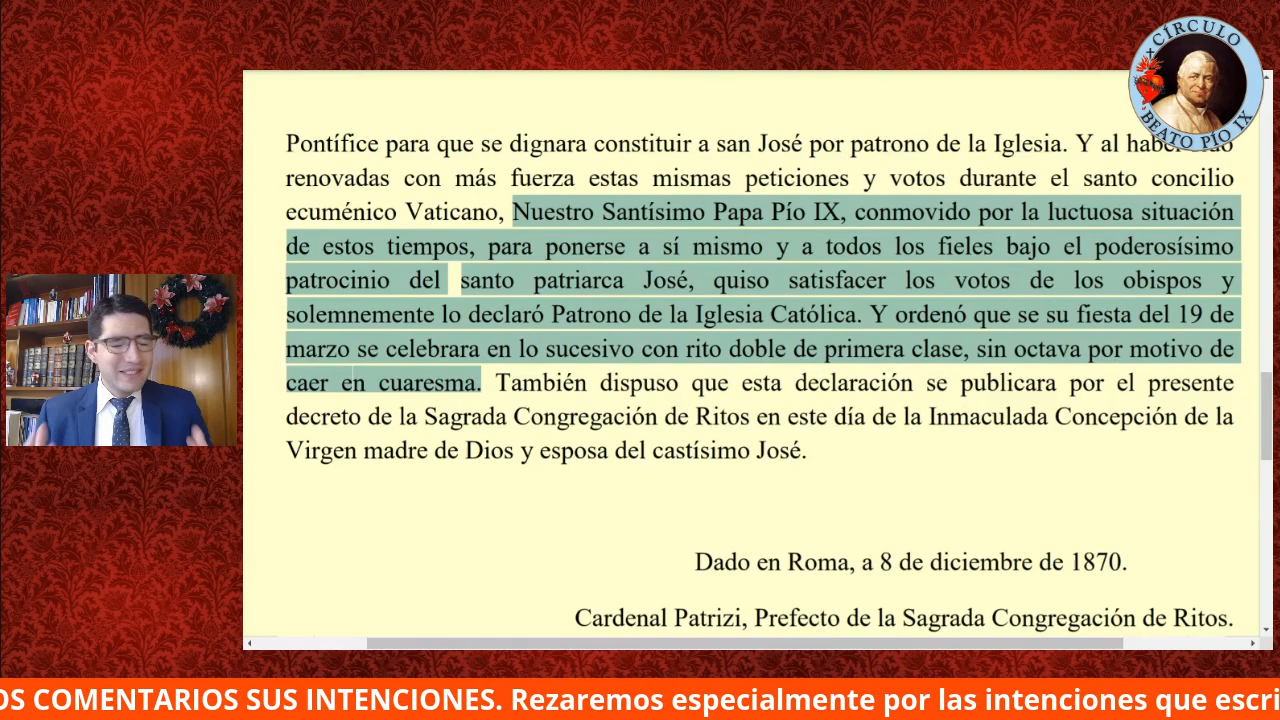 CÍRCULO
BEATO PÍO IX
Pontífice para que se dignara constituir a san José por patrono de la Iglesia. Y al haber
renovadas con más fuerza estas mismas peticiones y votos durante el santo concilio
ecuménico Vaticano, Nuestro Santísimo Papa Pío IX, conmovido por la luctuosa situación
de estos tiempos, para ponerse a sí mismo y a todos los fieles bajo el poderosísimo
patrocinio del santo patriarca José, quiso satisfacer los votos de los obispos y
solemnemente lo declaró Patrono de la Iglesia Católica. Y ordenó que se su fiesta del 19 de
marzo se celebrara en lo sucesivo con rito doble de primera clase, sin octava por motivo de
caer en cuaresma. También dispuso que esta declaración se publicara por el presente
decreto de la Sagrada Congregación de Ritos en este día de la Inmaculada Concepción de la
Virgen madre de Dios y esposa del castísimo José.
Dado en Roma, a 8 de diciembre de 1870.
Cardenal Patrizi, Prefecto de la Sagrada Congregación de Ritos.
OS COMENTARIOS SUS INTENCIONES. Rezaremos especialmente por las intenciones que escri